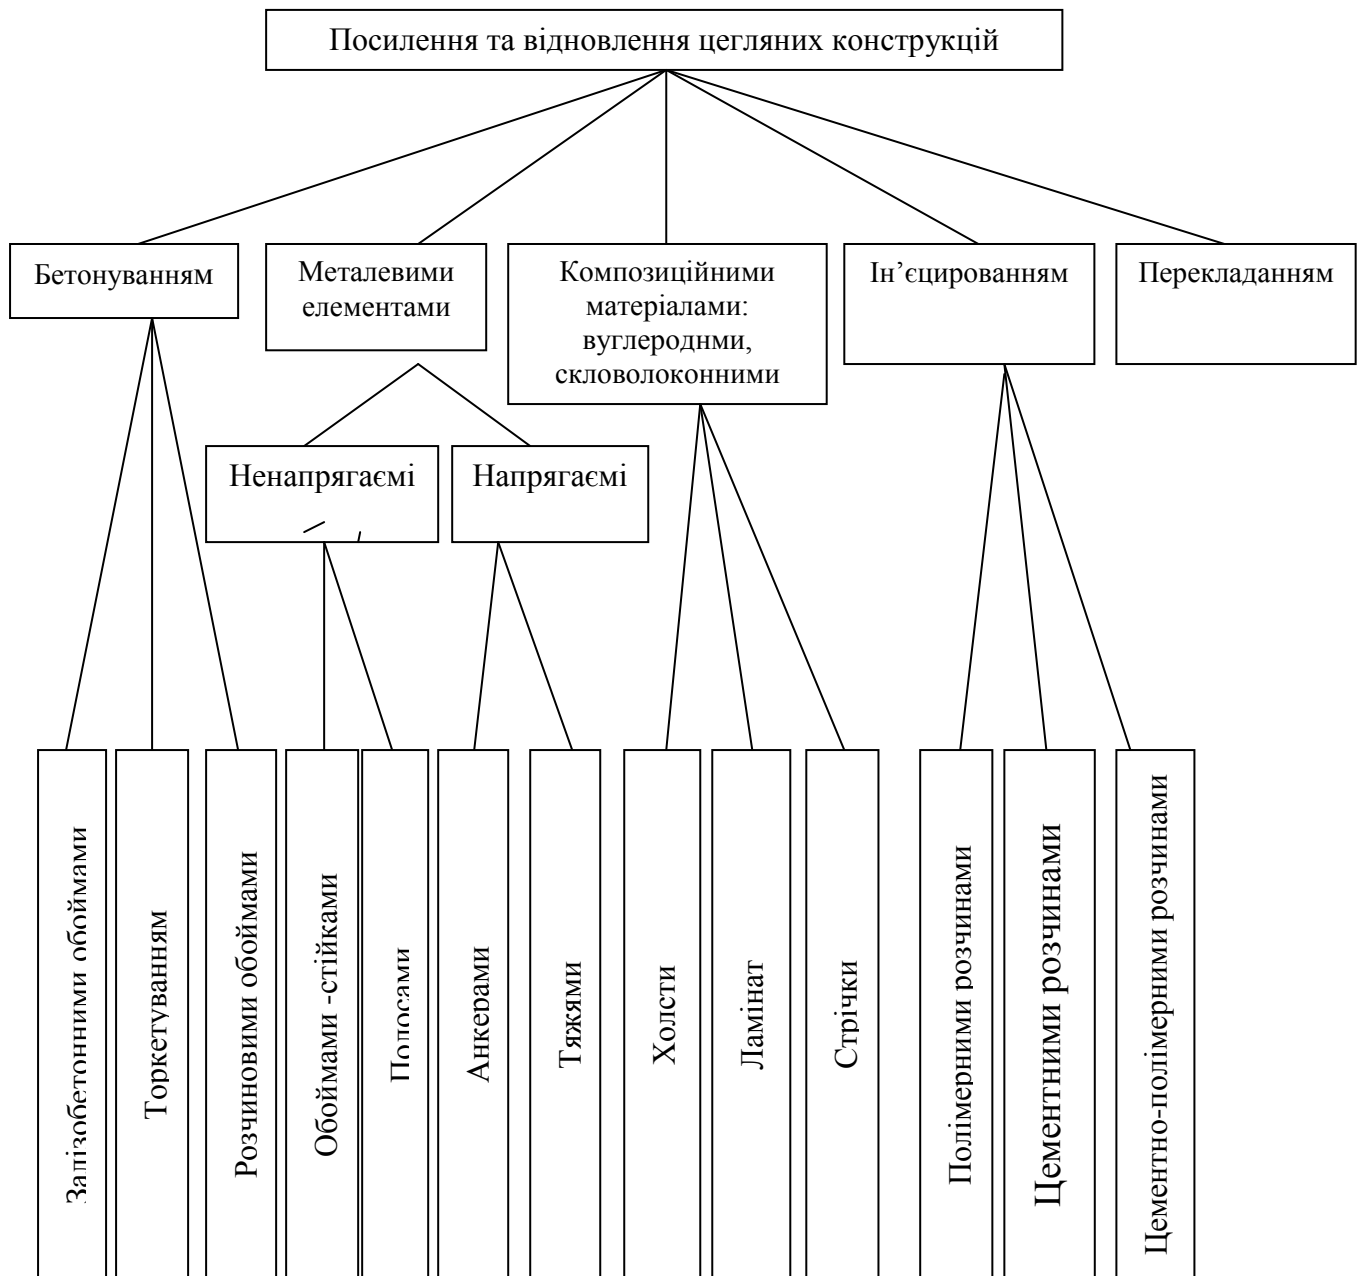 Посилення та відновлення цегляних конструкцій
Бетонуванням
Металевими
елементами
Композиційними
матеріалами:
вуглероднми,
скловолоконними
Ін’єцированням
Перекладанням
Ненапрягаємі
Напрягаємі
Залізобетонними обоймами
Торкетуванням
Розчиновими обоймами
Обоймами -стійками
Полосами
Анкерами
Тяжями
Холсти
Ламінат
Стрічки
Полімерними розчинами
Цементними розчинами
Цементно-полімерними розчинами